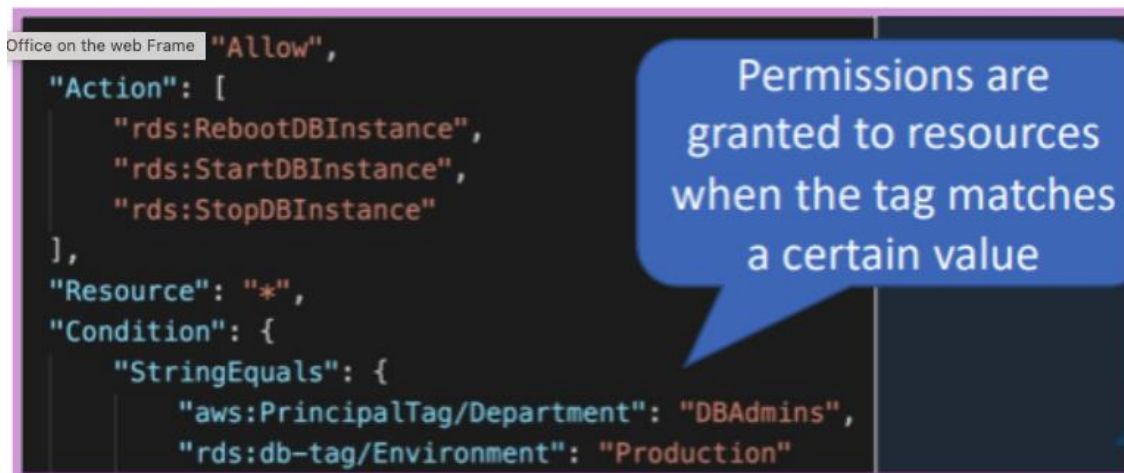 Office on the web Frame
"Allow",
"Action": [
"rds:RebootDBInstance",
"rds:StartDBInstance",
"rds:StopDBInstance"
],
"Resource": "*",
"Condition": {
"StringEquals": {
"aws:PrincipalTag/Department": "DBAdmins",
"rds:db-tag/Environment": "Production"
Permissions are
granted to resources
when the tag matches
a certain value